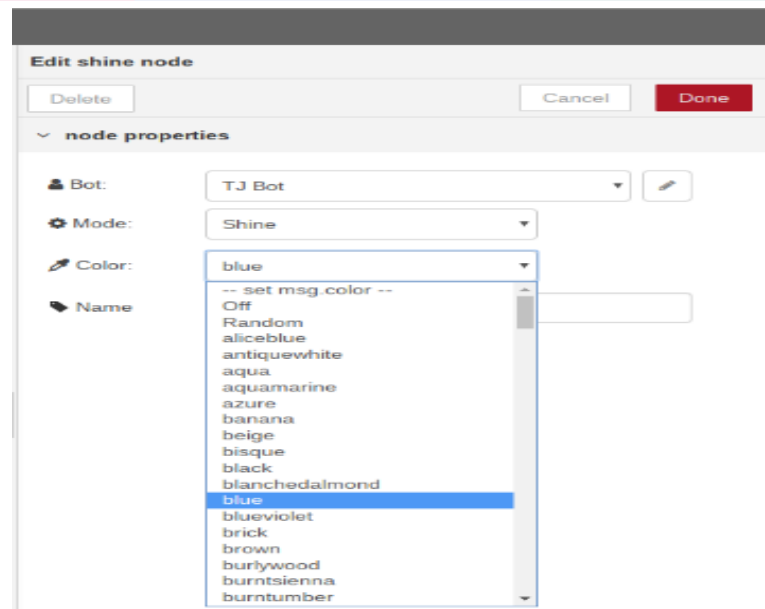 Edit shine node
Delete Cancel Done
node properties
Bot: TJ Bot
Mode: Shine
Color: blue
-- set msg.color --
Name
Off
Random
aliceblue
antiquewhite
aqua
aquamarine
azure
banana
beige
bisque
black
blanchedalmond
blue
blueviolet
brick
brown
burlywood
burntsienna
burntumber